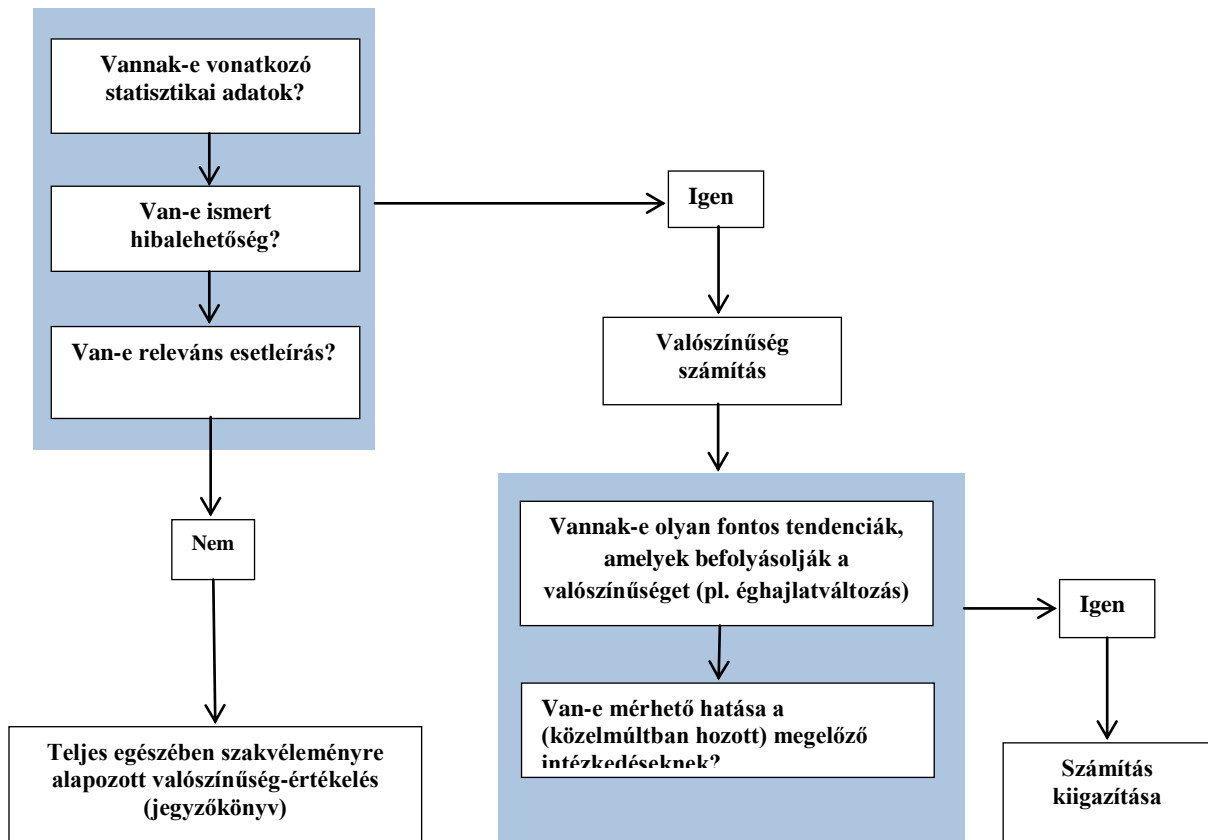 Vannak-e vonatkozó
statisztikai adatok?
Van-e ismert
hibalehetőség?
Van-e releváns esetleírás?
Igen
Valószínűség
számítás
Nem
Teljes egészében szakvéleményre
alapozott valószínűség-értékelés
(jegyzőkönyv)
Vannak-e olyan fontos tendenciák,
amelyek befolyásolják a
valószínűséget (pl. éghajlatváltozás)
Van-e mérhető hatása a
(közelmúltban hozott) megelőző
intézkedéseknek?
Igen
Számítás
kiigazítása